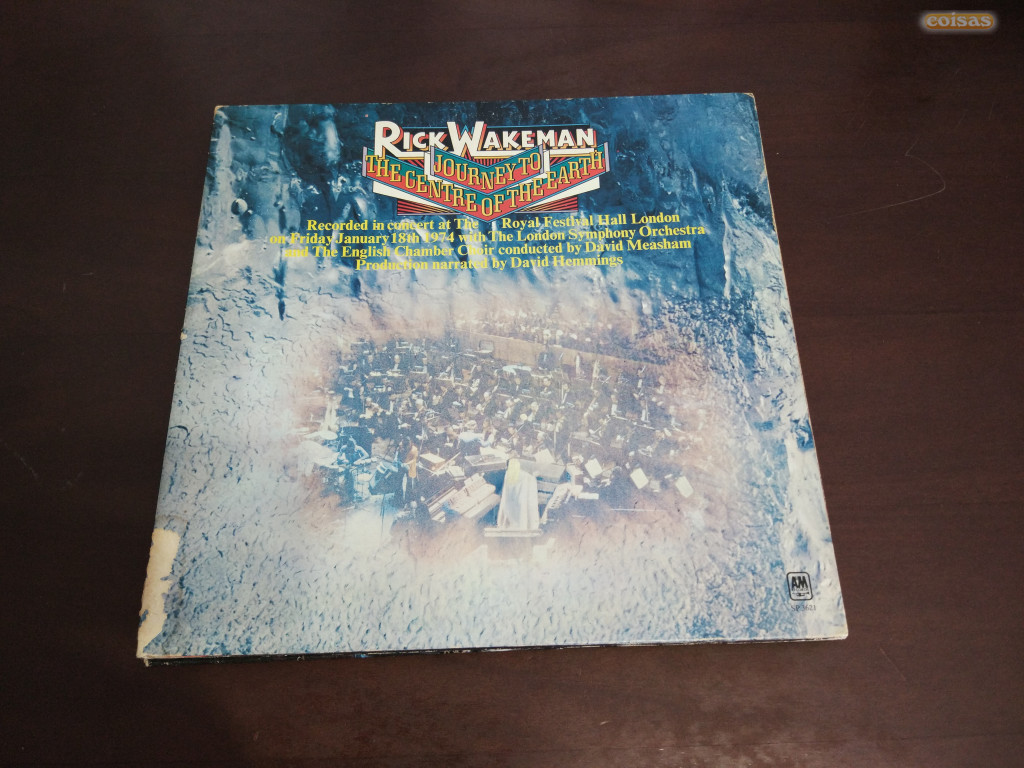 coisas
RICK WAKEMAN
JOURNEY TO
THE CENTRE OF THE EARTH
Recorded in concert at The Royal Festival Hall London
on Friday January 18th 1974 with The London Symphony Orchestra
and The English Chamber Choir conducted by David Measham
Production narrated by David Hemmings
A&M
SP 3621